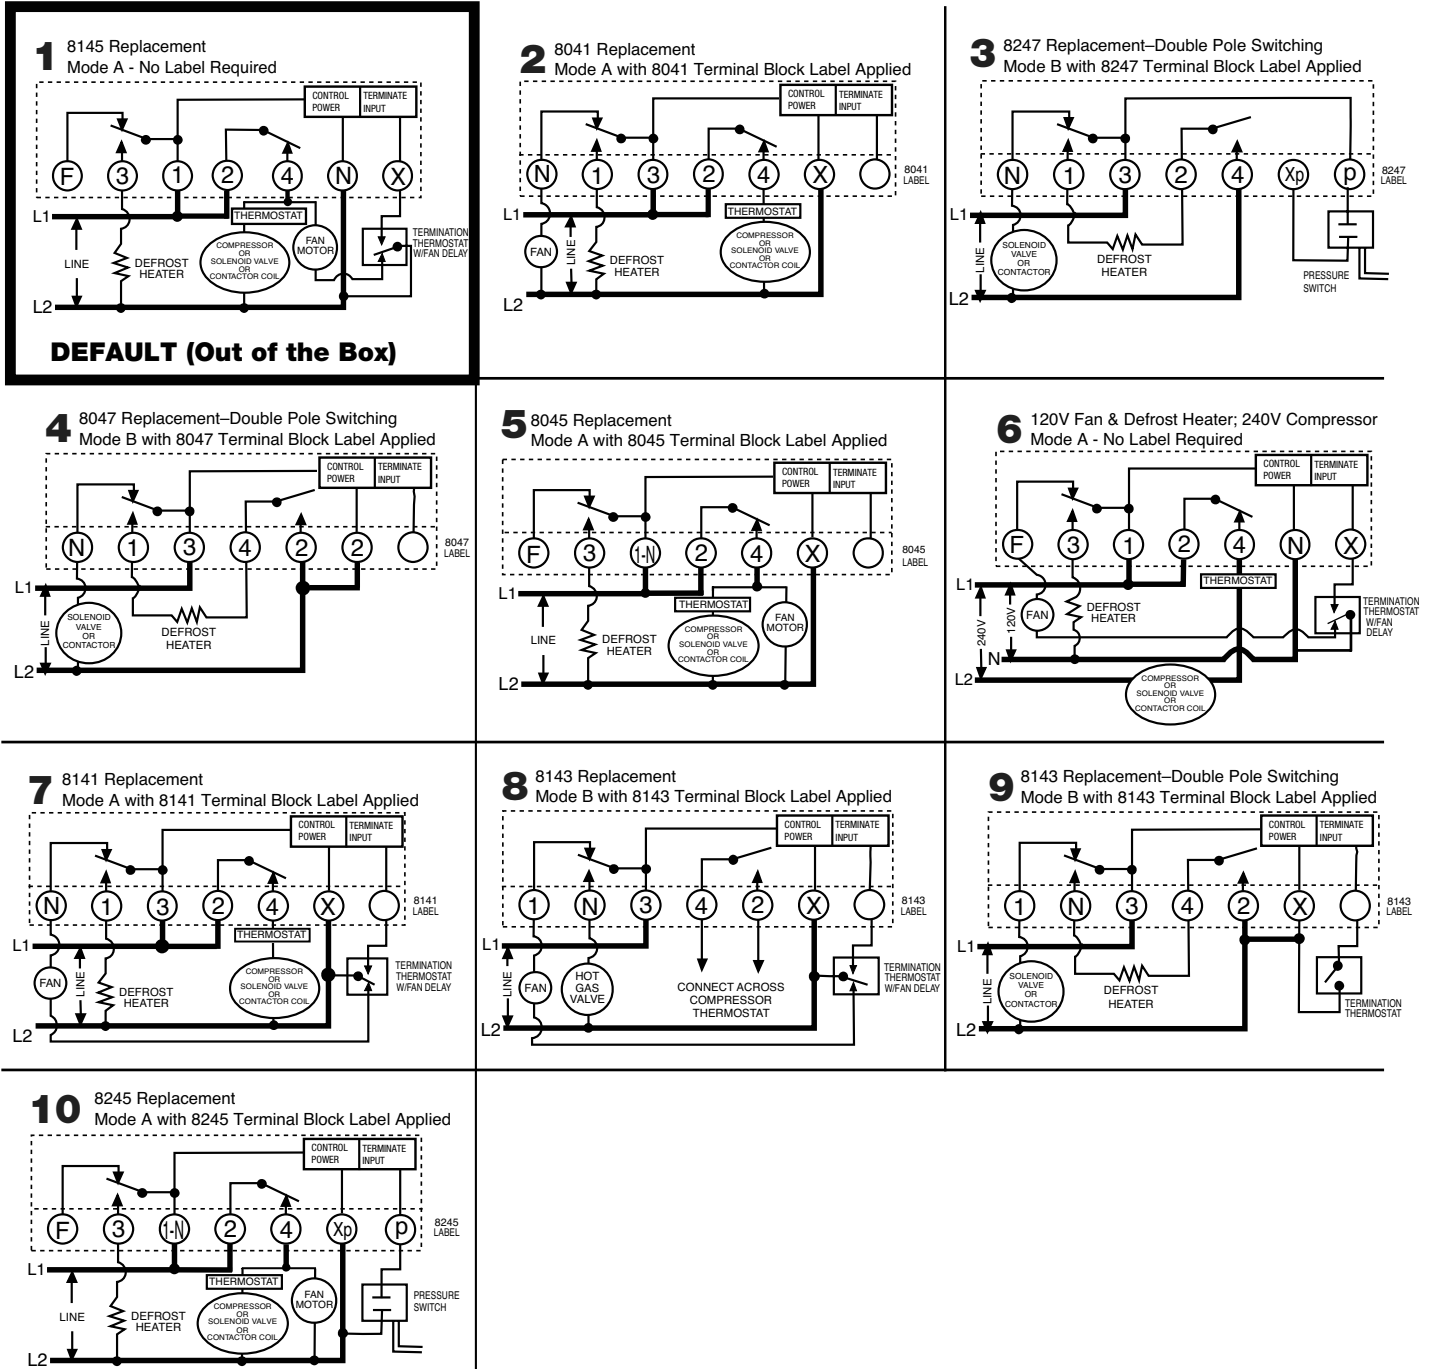 1 8145 Replacement
Mode A - No Label Required
CONTROL POWER
TERMINATE INPUT
F 3 1 2 4 N X
L1
THERMOSTAT
LINE
DEFROST HEATER
COMPRESSOR
OR
SOLENOID VALVE
OR
CONTACTOR COIL
FAN MOTOR
TERMINATION
THERMOSTAT
W/FAN DELAY
L2
DEFAULT (Out of the Box)
2 8041 Replacement
Mode A with 8041 Terminal Block Label Applied
CONTROL POWER
TERMINATE INPUT
N 1 3 2 4 X
8041 LABEL
L1
THERMOSTAT
FAN
LINE
DEFROST HEATER
COMPRESSOR
OR
SOLENOID VALVE
OR
CONTACTOR COIL
L2
3 8247 Replacement–Double Pole Switching
Mode B with 8247 Terminal Block Label Applied
N 1 3 2 4 Xp p
8247 LABEL
L1
LINE
SOLENOID
VALVE
OR
CONTACTOR
DEFROST HEATER
PRESSURE SWITCH
L2
4 8047 Replacement–Double Pole Switching
Mode B with 8047 Terminal Block Label Applied
CONTROL POWER
TERMINATE INPUT
N 1 3 4 2 2
8047 LABEL
L1
LINE
SOLENOID
VALVE
OR
CONTACTOR
DEFROST HEATER
L2
5 8045 Replacement
Mode A with 8045 Terminal Block Label Applied
CONTROL POWER
TERMINATE INPUT
F 3 1-N 2 4 X
8045 LABEL
L1
THERMOSTAT
LINE
DEFROST HEATER
COMPRESSOR
OR
SOLENOID VALVE
OR
CONTACTOR COIL
FAN MOTOR
L2
6 120V Fan & Defrost Heater; 240V Compressor
Mode A - No Label Required
CONTROL POWER
TERMINATE INPUT
F 3 1 2 4 N X
L1
THERMOSTAT
240V
120V
FAN
DEFROST HEATER
TERMINATION
THERMOSTAT
W/FAN
DELAY
N
L2
COMPRESSOR
OR
SOLENOID VALVE
OR
CONTACTOR COIL
7 8141 Replacement
Mode A with 8141 Terminal Block Label Applied
CONTROL POWER
TERMINATE INPUT
N 1 3 2 4 X
8141 LABEL
L1
THERMOSTAT
FAN
LINE
DEFROST HEATER
COMPRESSOR
OR
SOLENOID VALVE
OR
CONTACTOR COIL
TERMINATION
THERMOSTAT
W/FAN DELAY
L2
8 8143 Replacement
Mode B with 8143 Terminal Block Label Applied
CONTROL POWER
TERMINATE INPUT
1 N 3 4 2 X
8143 LABEL
L1
LINE
FAN
HOT
GAS
VALVE
CONNECT ACROSS
COMPRESSOR
THERMOSTAT
TERMINATION
THERMOSTAT
W/FAN DELAY
L2
9 8143 Replacement–Double Pole Switching
Mode B with 8143 Terminal Block Label Applied
CONTROL POWER
TERMINATE INPUT
1 N 3 4 2 X
8143 LABEL
L1
LINE
SOLENOID
VALVE
OR
CONTACTOR
DEFROST HEATER
TERMINATION
THERMOSTAT
L2
10 8245 Replacement
Mode A with 8245 Terminal Block Label Applied
CONTROL POWER
TERMINATE INPUT
F 3 1-N 2 4 Xp p
8245 LABEL
L1
THERMOSTAT
LINE
DEFROST HEATER
COMPRESSOR
OR
SOLENOID VALVE
OR
CONTACTOR COIL
FAN MOTOR
PRESSURE SWITCH
L2